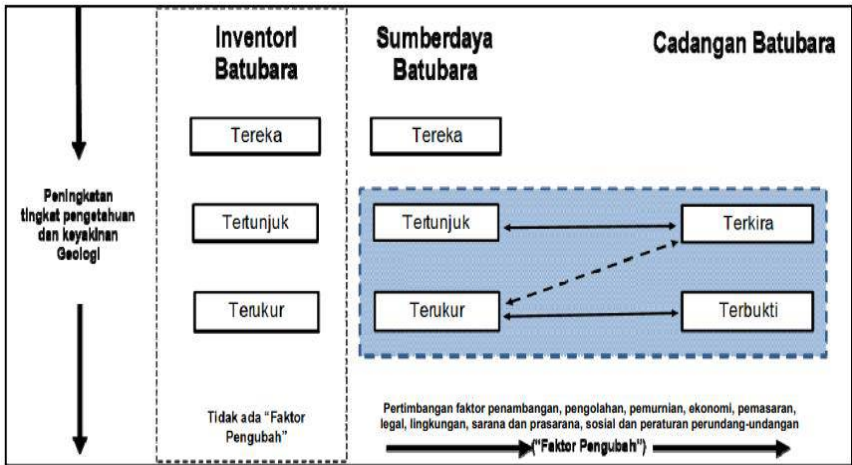 Inventori
Batubara
Sumberdaya
Batubara
Cadangan Batubara
Tereka
Tereka
Peningkatan
tingkat pengetahuan
dan keyakinan
Geologi
Tertunjuk
Tertunjuk
Terkira
Terukur
Terukur
Terbukti
Tidak ada “Faktor
Pengubah”
Pertimbangan faktor penambangan, pengolahan, pemurnian, ekonomi, pemasaran,
legal, lingkungan, sarana dan prasarana, sosial dan peraturan perundang-undangan
(“Faktor Pengubah”)